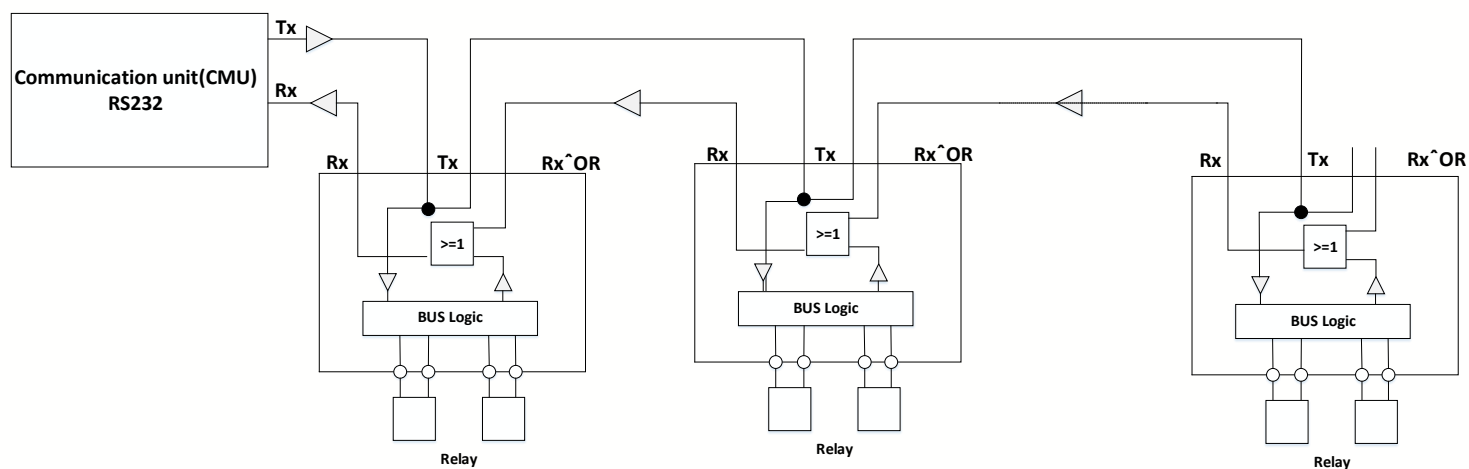 Tx
Communication unit(CMU)
RS232
Rx
Rx Tx Rx^OR
>=1
BUS Logic
Relay
Rx Tx Rx^OR
>=1
BUS Logic
Relay
Rx Tx Rx^OR
>=1
BUS Logic
Relay